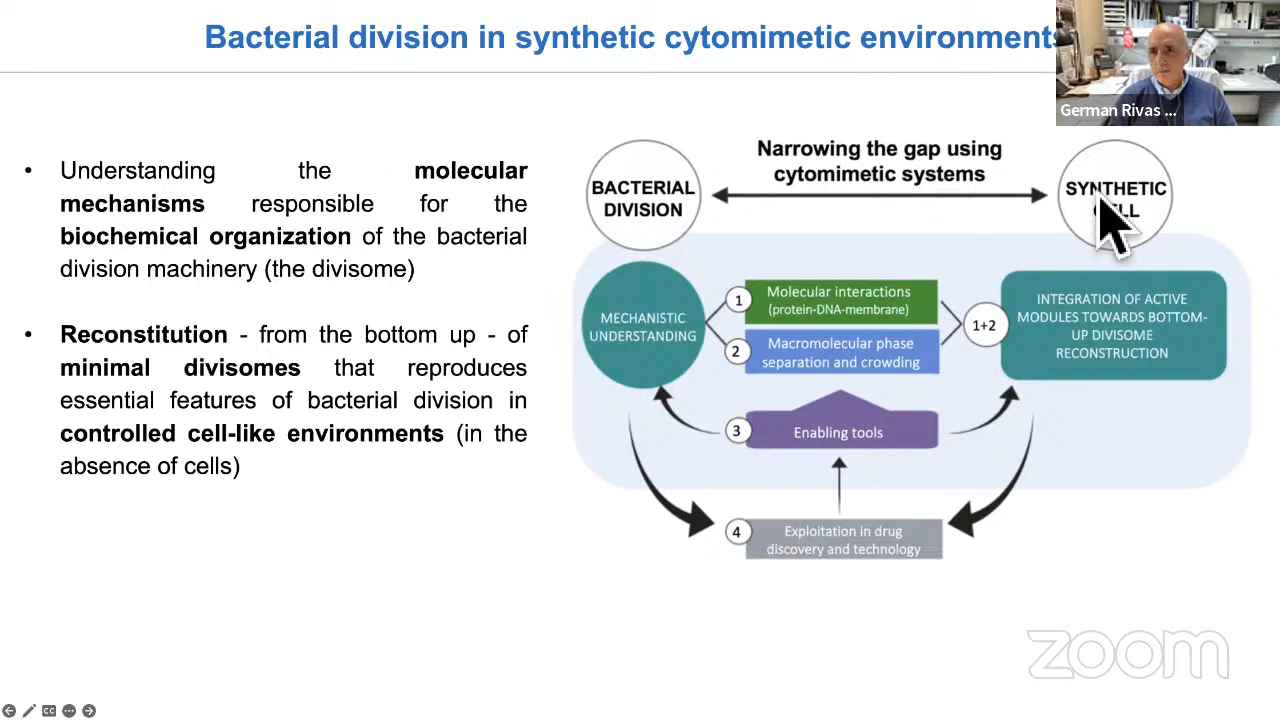 Bacterial division in synthetic cytomimetic environments
German Rivas ...
• Understanding the molecular
mechanisms responsible for the
biochemical organization of the bacterial
division machinery (the divisome)
• Reconstitution - from the bottom up - of
minimal divisomes that reproduces
essential features of bacterial division in
controlled cell-like environments (in the
absence of cells)
BACTERIAL
DIVISION
Narrowing the gap using
cytomimetic systems
SYNTHETIC
CELL
MECHANISTIC
UNDERSTANDING
1
Molecular interactions
(protein-DNA-membrane)
2
Macromolecular phase
separation and crowding
1+2
INTEGRATION OF ACTIVE
MODULES TOWARDS BOTTOM-
UP DIVISOME
RECONSTRUCTION
3
Enabling tools
4
Exploitation in drug
discovery and technology
zoom
CC